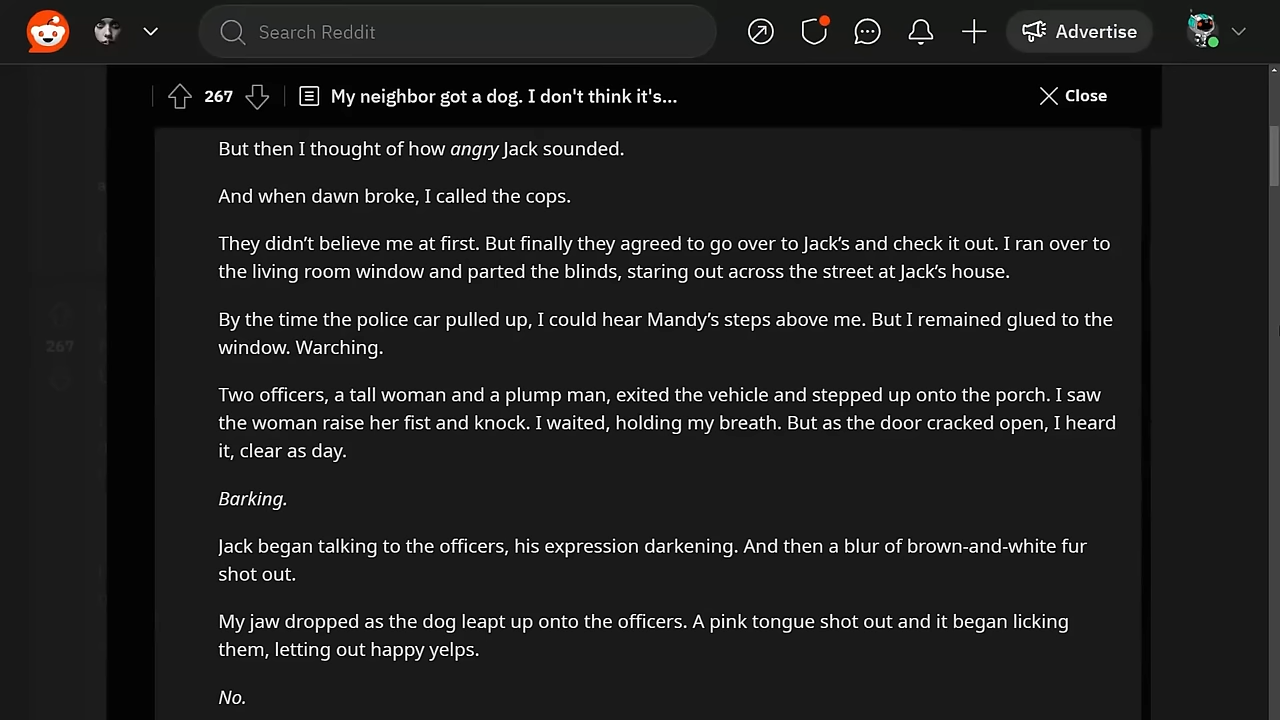 Search Reddit
Advertise
267
My neighbor got a dog. I don't think it's...
Close
But then I thought of how angry Jack sounded.
And when dawn broke, I called the cops.
They didn’t believe me at first. But finally they agreed to go over to Jack’s and check it out. I ran over to
the living room window and parted the blinds, staring out across the street at Jack’s house.
By the time the police car pulled up, I could hear Mandy’s steps above me. But I remained glued to the
window. Warching.
Two officers, a tall woman and a plump man, exited the vehicle and stepped up onto the porch. I saw
the woman raise her fist and knock. I waited, holding my breath. But as the door cracked open, I heard
it, clear as day.
Barking.
Jack began talking to the officers, his expression darkening. And then a blur of brown-and-white fur
shot out.
My jaw dropped as the dog leapt up onto the officers. A pink tongue shot out and it began licking
them, letting out happy yelps.
No.
267